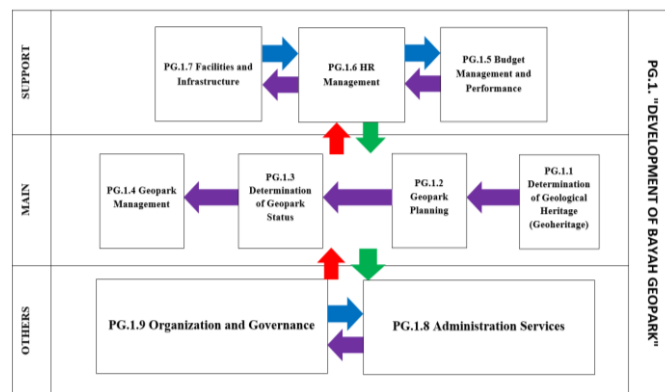 SUPPORT
PG.1.7 Facilities and
Infrastructure
PG.1.6 HR
Management
PG.1.5 Budget
Management and
Performance
MAIN
PG.1.4 Geopark
Management
PG.1.3
Determination
of Geopark
Status
PG.1.2
Geopark
Planning
PG.1.1
Determination
of Geological
Heritage
(Geoheritage)
OTHERS
PG.1.9 Organization and Governance
PG.1.8 Administration Services
PG.1. "DEVELOPMENT OF BAYAH GEOPARK"